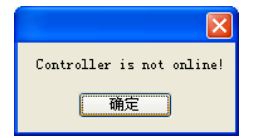 Controller is not online!
确定